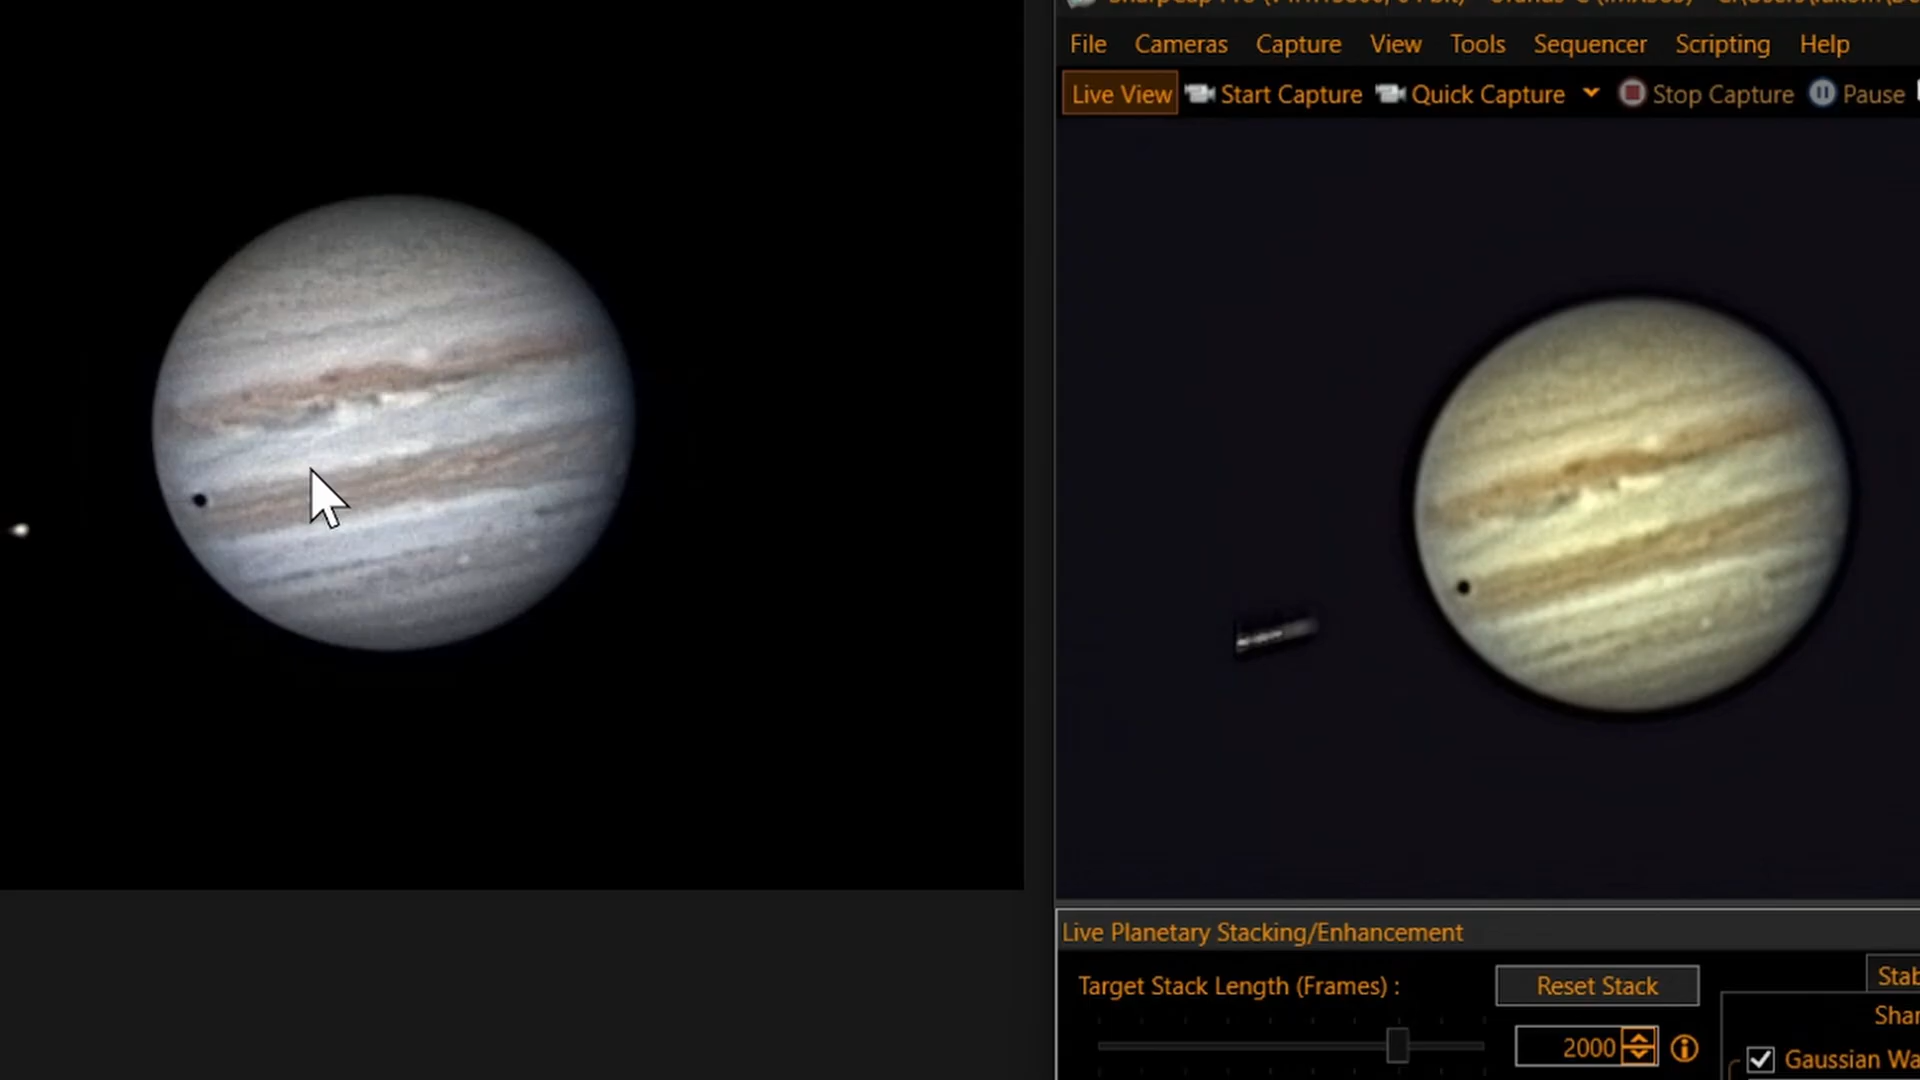 File Cameras Capture View Tools Sequencer Scripting Help
Live View Start Capture Quick Capture Stop Capture Pause
Live Planetary Stacking/Enhancement
Target Stack Length (Frames) : Reset Stack
2000
Gaussian